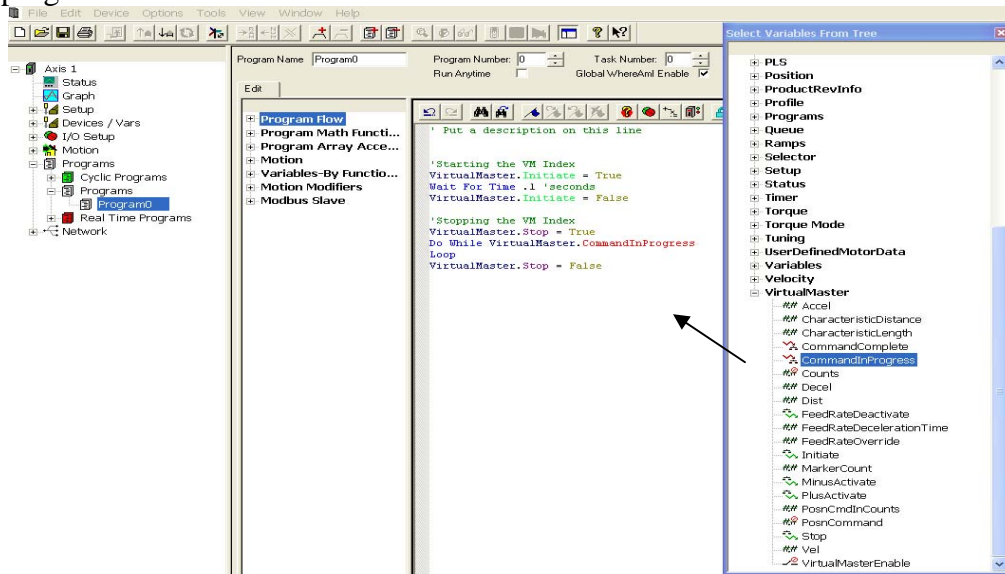 File Edit Device Options Tools View Window Help
Select Variables From Tree
Axis 1
Status
Graph
Setup
Devices / Vars
I/O Setup
Motion
Programs
Cyclic Programs
Programs
Program0
Real Time Programs
Network
Program Name Program0
Program Number: 0
Task Number: 0
Run Anytime
Global WhereAmI Enable
Edit
Program Flow
Program Math Functi...
Program Array Acce...
Motion
Variables-By Functio...
Motion Modifiers
Modbus Slave
' Put a description on this line
'Starting the VM Index
VirtualMaster.Initiate = True
Wait For Time .1 'seconds
VirtualMaster.Initiate = False
'Stopping the VM Index
VirtualMaster.Stop = True
Do While VirtualMaster.CommandInProgress
Loop
VirtualMaster.Stop = False
PLS
Position
ProductRevInfo
Profile
Programs
Queue
Ramps
Selector
Setup
Status
Timer
Torque
Torque Mode
Tuning
UserDefinedMotorData
Variables
Velocity
VirtualMaster
Accel
CharacteristicDistance
CharacteristicLength
CommandComplete
CommandInProgress
Counts
Decel
Dist
FeedRateDeactivate
FeedRateDecelerationTime
FeedRateOverride
Initiate
MarkerCount
MinusActivate
PlusActivate
PosnCmdInCounts
PosnCommand
Stop
Vel
VirtualMasterEnable